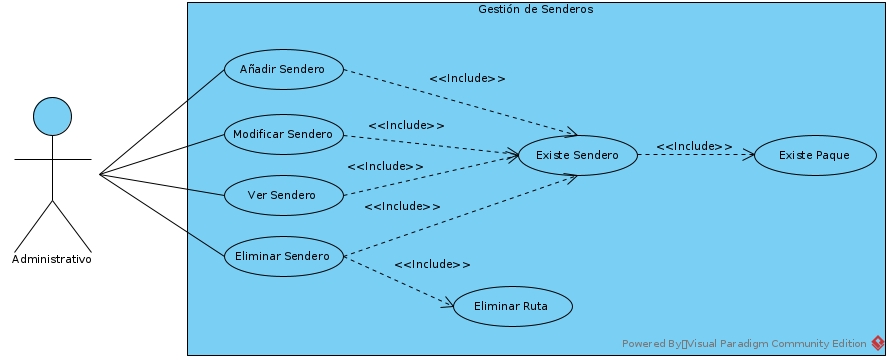 Gestión de Senderos
Añadir Sendero
<<Include>>
Modificar Sendero
<<Include>>
Existe Sendero
<<Include>>
Existe Paque
<<Include>>
Ver Sendero
<<Include>>
Eliminar Sendero
<<Include>>
Eliminar Ruta
Administrativo
Powered By▯Visual Paradigm Community Edition